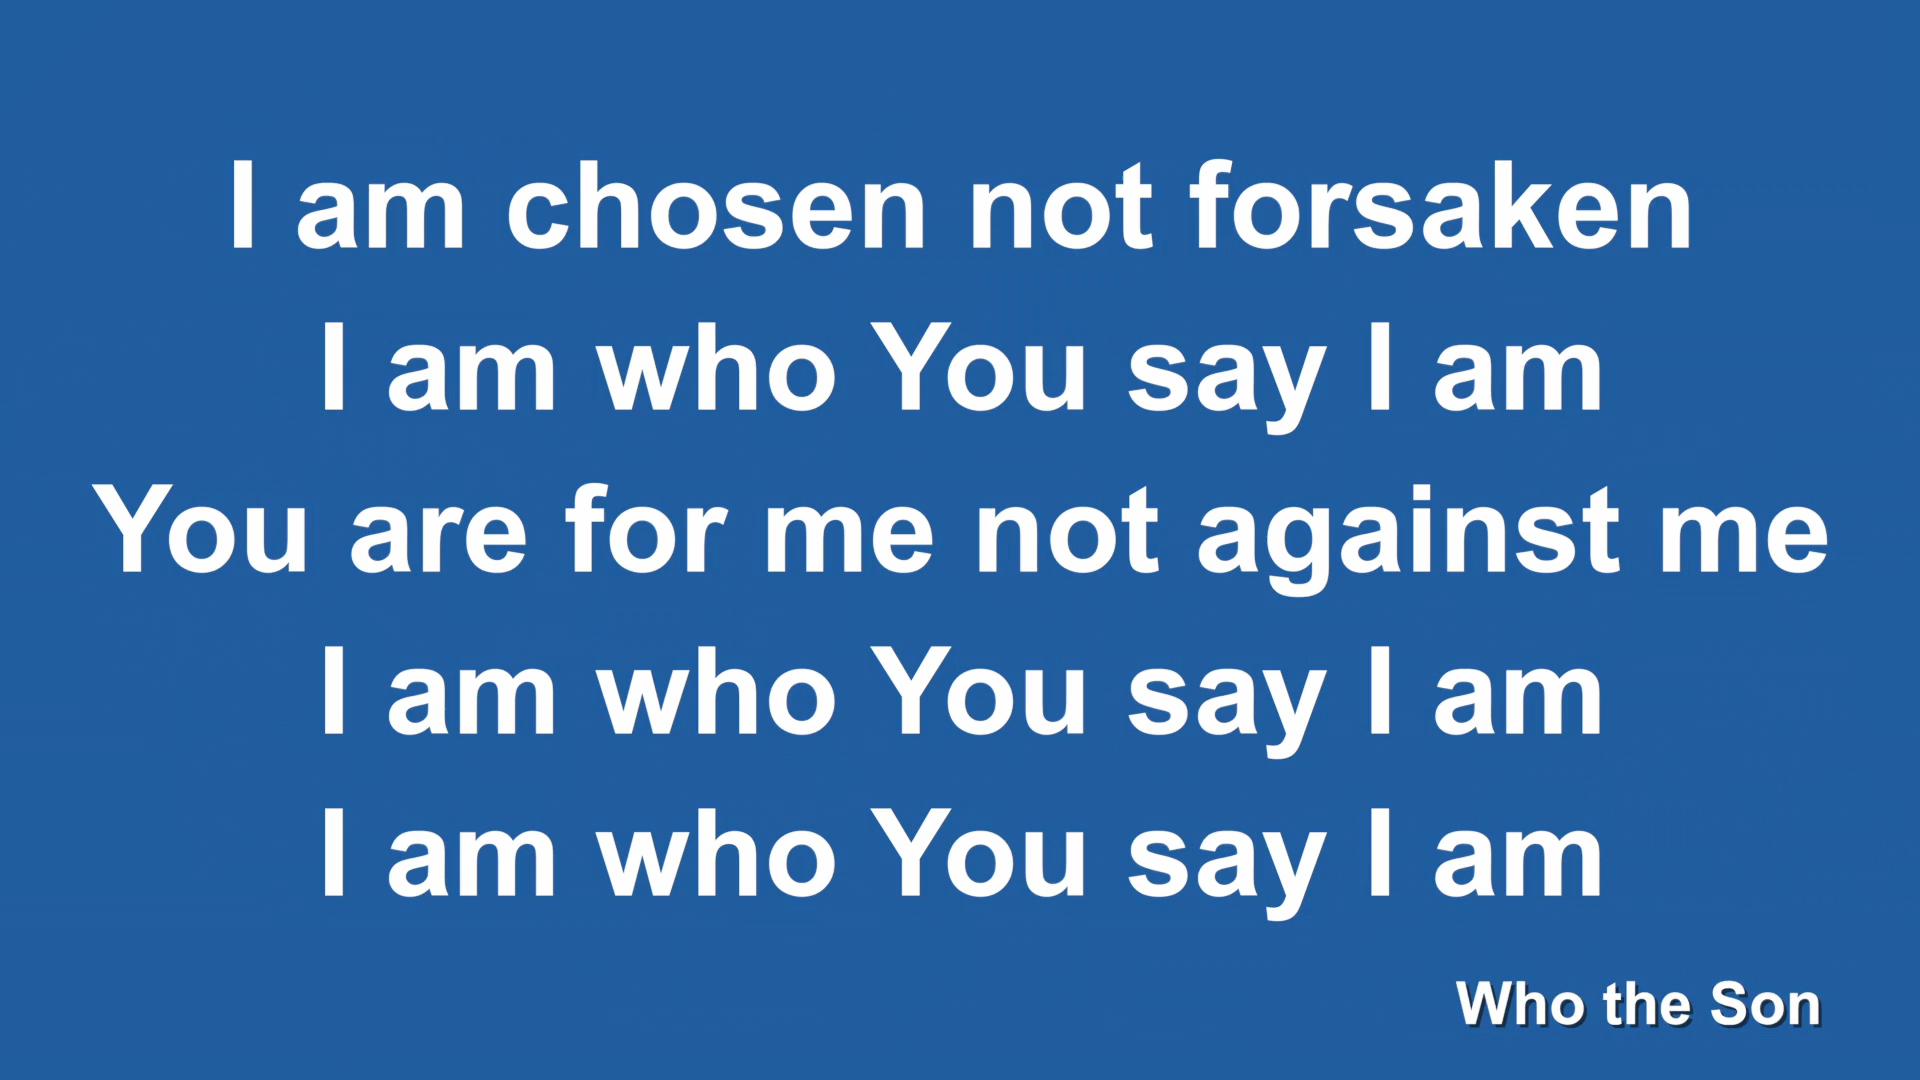 I am chosen not forsaken
I am who You say I am
You are for me not against me
I am who You say I am
I am who You say I am
Who the Son